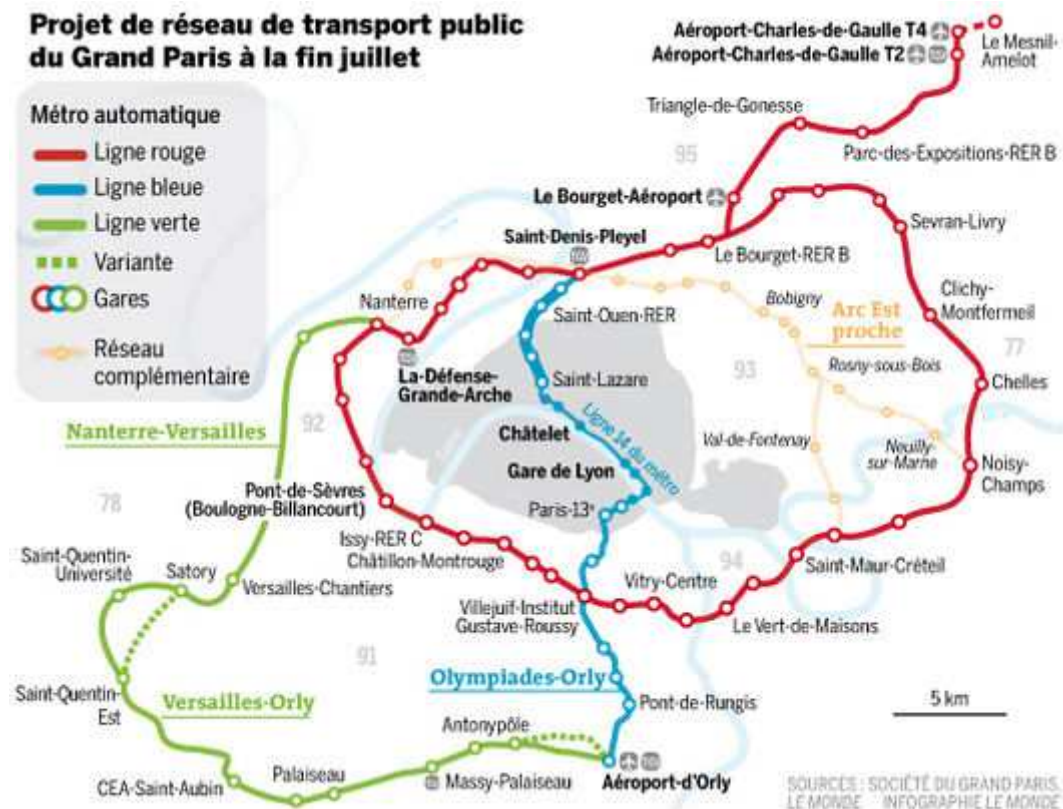 Projet de réseau de transport public
du Grand Paris à la fin juillet
Métro automatique
Ligne rouge
Ligne bleue
Ligne verte
Variante
Gares
Réseau
complémentaire
Aéroport-Charles-de-Gaulle T4
Aéroport-Charles-de-Gaulle T2
Le Mesnil-
Amelot
Triangle-de-Gonesse
Parc-des-Expositions-RER B
95
Le Bourget-Aéroport
Saint-Denis-Pleyel
Le Bourget-RER B
Sevran-Livry
Nanterre
Saint-Ouen-RER
Bobigny
Arc Est
proche
Clichy-
Montfermeil
77
La-Défense-
Grande-Arche
Saint-Lazare
93
Rosny-sous-Bois
Chelles
Nanterre-Versailles
92
Châtelet
Ligne 14 du métro
Gare de Lyon
Val-de-Fontenay
Neuilly-
sur-Marne
Noisy-
Champs
78
Pont-de-Sèvres
(Boulogne-Billancourt)
Paris-13e
Issy-RER C
Châtillon-Montrouge
94
Saint-Maur-Créteil
Saint-Quentin-
Université
Satory
Versailles-Chantiers
Vitry-Centre
Villejuif-Institut
Gustave-Roussy
Le Vert-de-Maisons
91
Saint-Quentin-
Est
Versailles-Orly
Olympiades-Orly
Pont-de-Rungis
5 km
Antonypôle
CEA-Saint-Aubin
Palaiseau
Massy-Palaiseau
Aéroport-d'Orly
SOURCES : SOCIÉTÉ DU GRAND PARIS,
LE MONDE INFOGRAPHIE LE MONDE